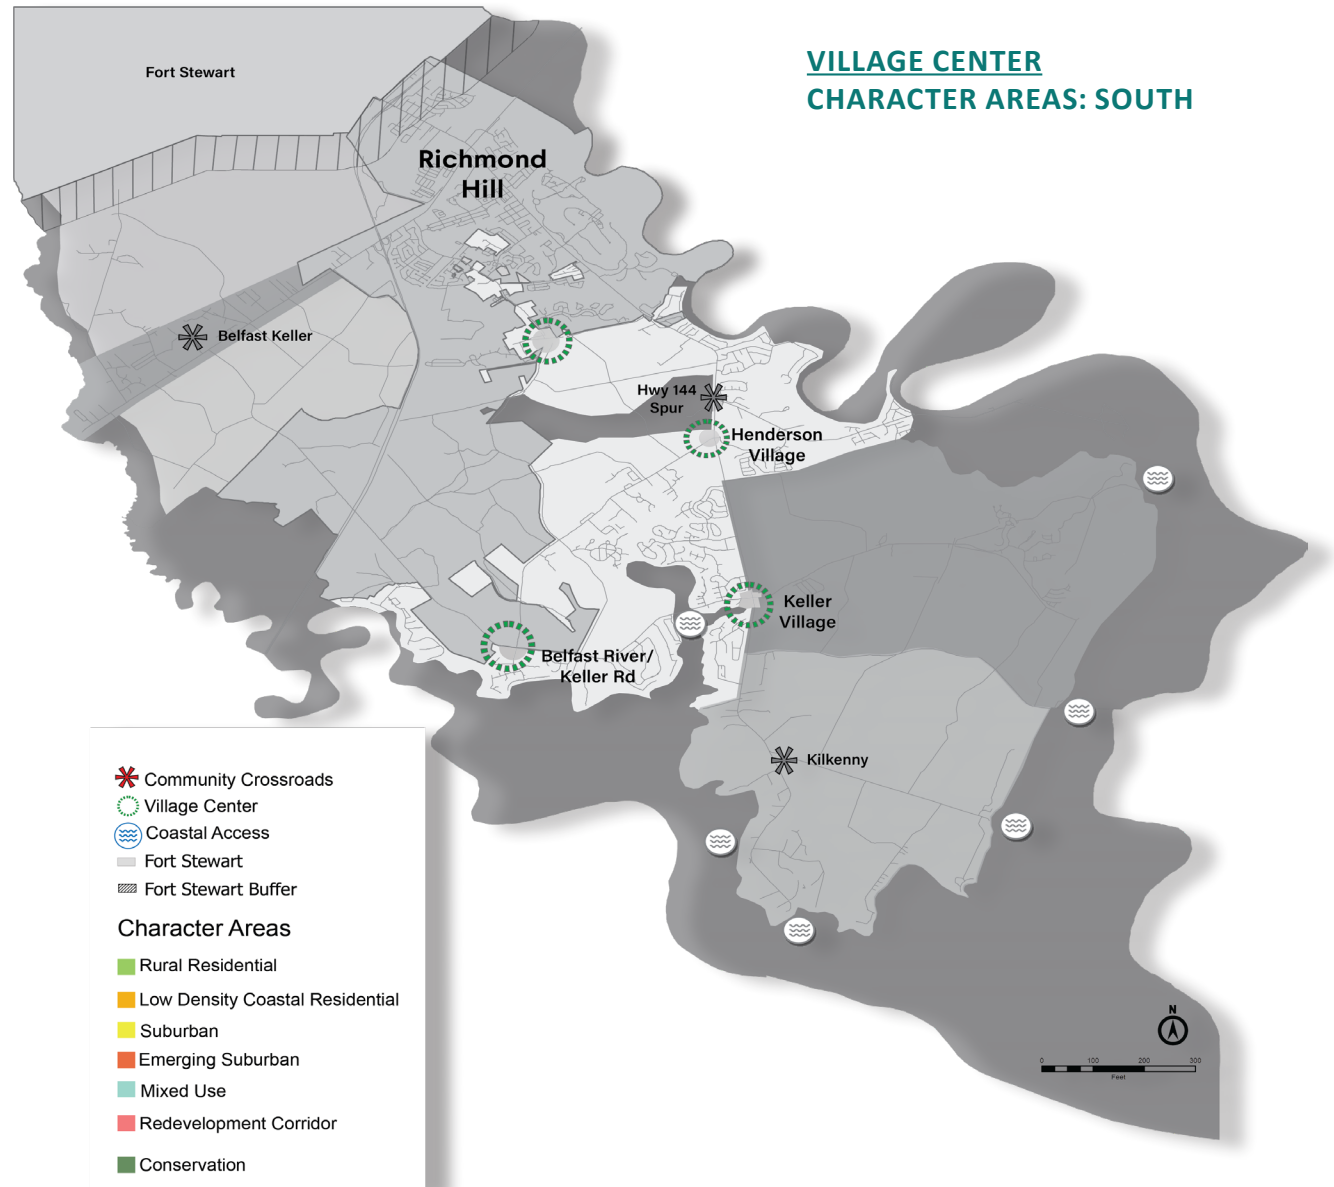 VILLAGE CENTER
CHARACTER AREAS: SOUTH
Fort Stewart
Richmond
Hill
Belfast Keller
Hwy 144
Spur
Henderson
Village
Keller
Village
Belfast River/
Keller Rd
Kilkenny
Community Crossroads
Village Center
Coastal Access
Fort Stewart
Fort Stewart Buffer
Character Areas
Rural Residential
Low Density Coastal Residential
Suburban
Emerging Suburban
Mixed Use
Redevelopment Corridor
Conservation
N
0 100 200 300
Feet